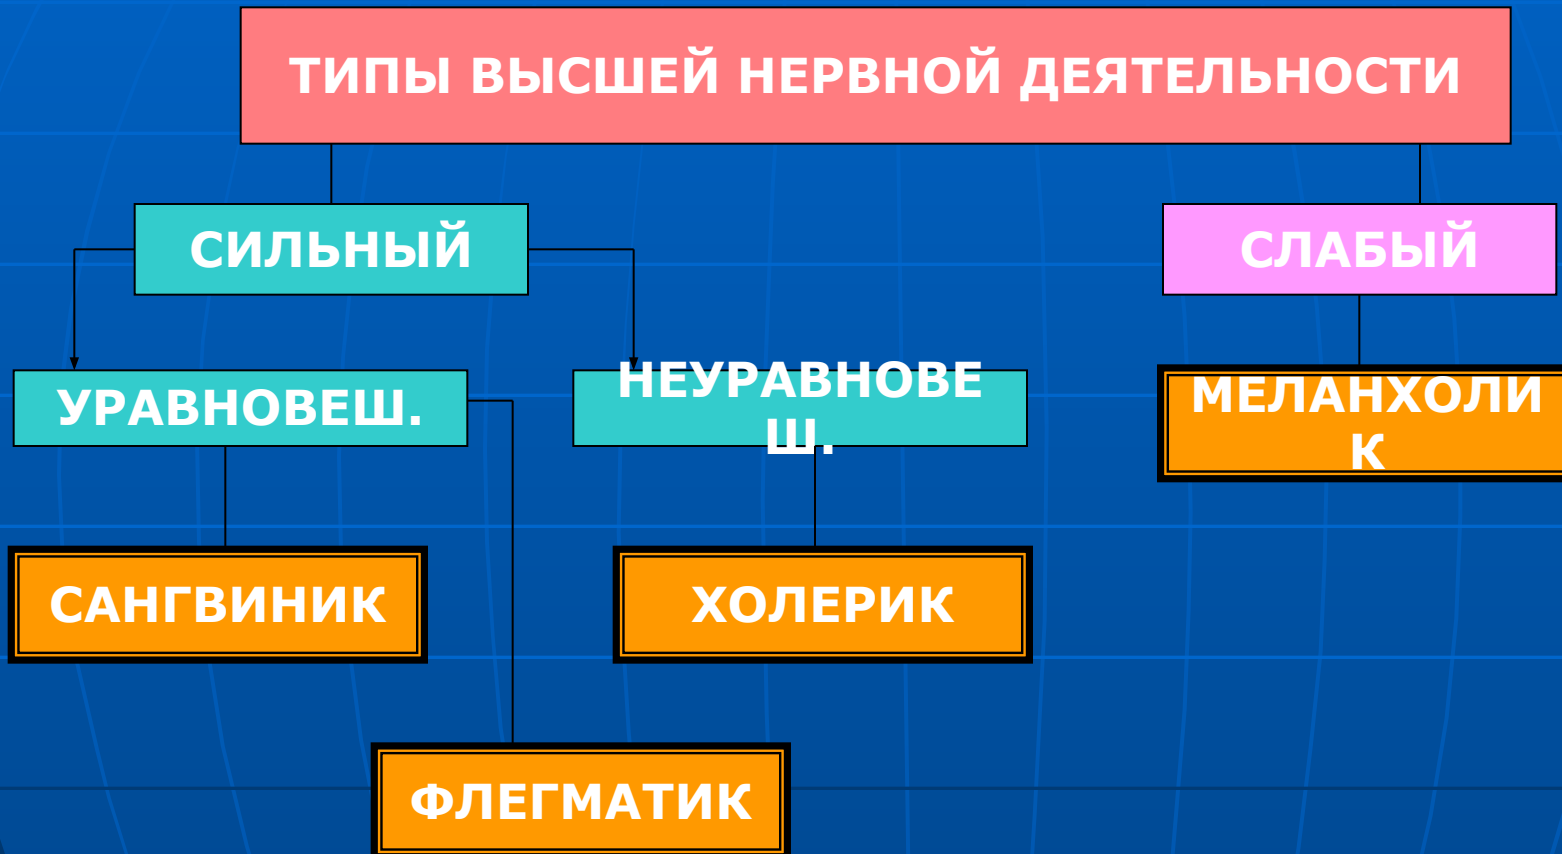 ТИПЫ ВЫСШЕЙ НЕРВНОЙ ДЕЯТЕЛЬНОСТИ
СИЛЬНЫЙ
СЛАБЫЙ
УРАВНОВЕШ.
НЕУРАВНОВЕ
Ш.
МЕЛАНХОЛИ
К
САНГВИНИК
ХОЛЕРИК
ФЛЕГМАТИК